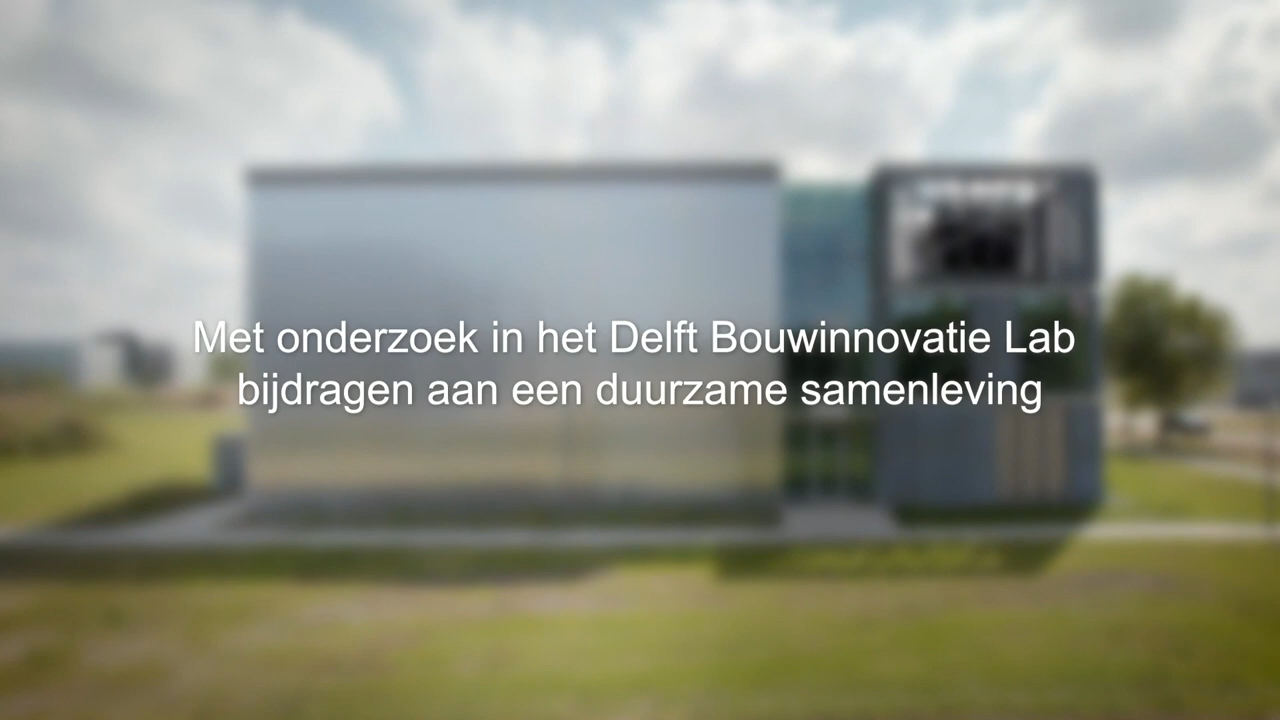 Met onderzoek in het Delft Bouwinnovatie Lab
bijdragen aan een duurzame samenleving